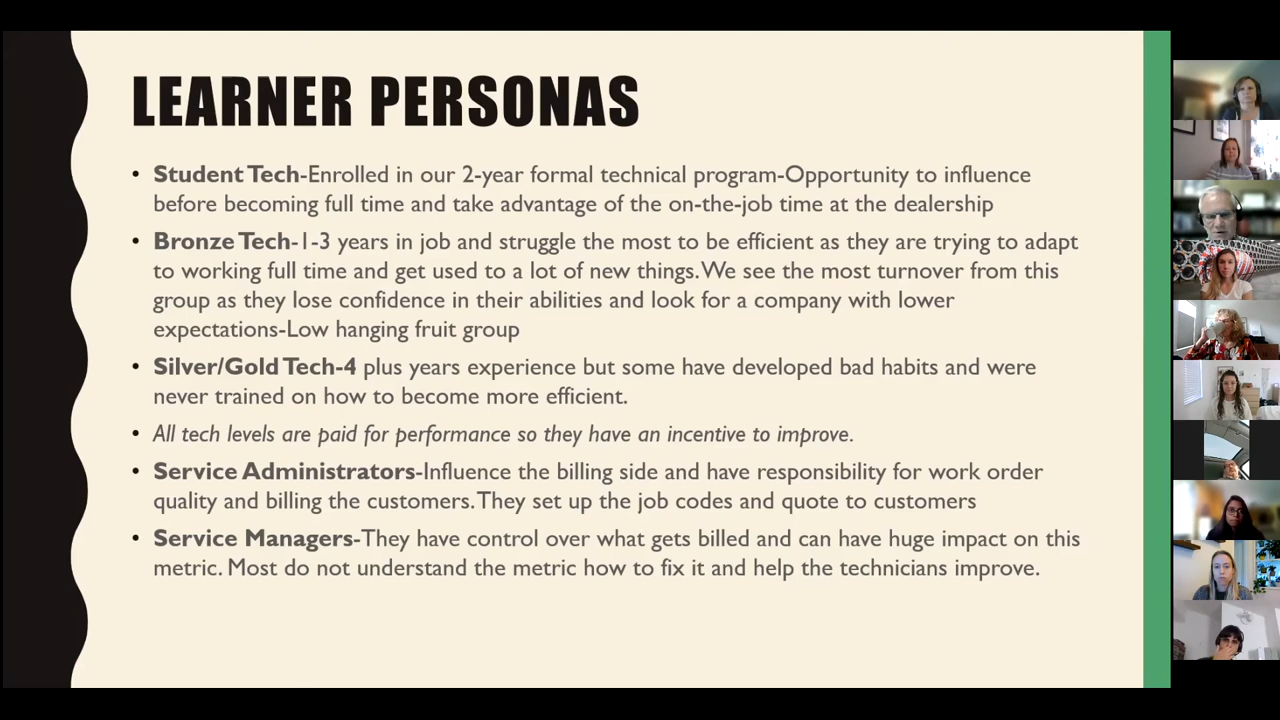 LEARNER PERSONAS
• Student Tech-Enrolled in our 2-year formal technical program-Opportunity to influence
before becoming full time and take advantage of the on-the-job time at the dealership
• Bronze Tech-1-3 years in job and struggle the most to be efficient as they are trying to adapt
to working full time and get used to a lot of new things. We see the most turnover from this
group as they lose confidence in their abilities and look for a company with lower
expectations-Low hanging fruit group
• Silver/Gold Tech-4 plus years experience but some have developed bad habits and were
never trained on how to become more efficient.
• All tech levels are paid for performance so they have an incentive to improve.
• Service Administrators-Influence the billing side and have responsibility for work order
quality and billing the customers. They set up the job codes and quote to customers
• Service Managers-They have control over what gets billed and can have huge impact on this
metric. Most do not understand the metric how to fix it and help the technicians improve.